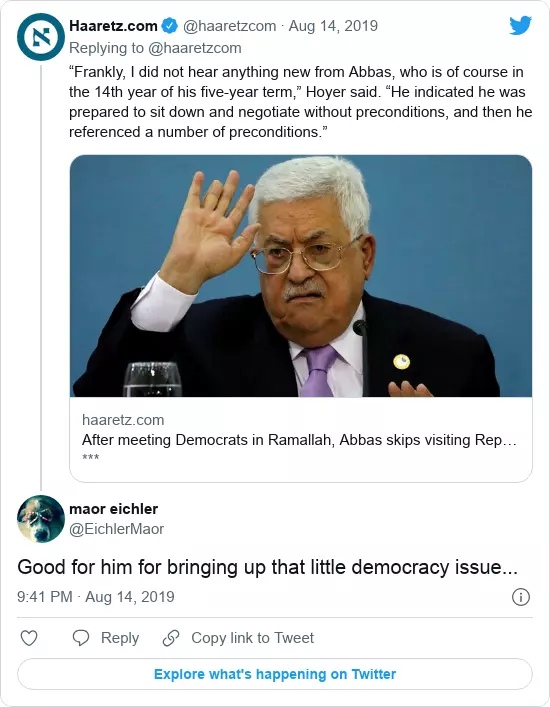 Haaretz.com @haaretzcom · Aug 14, 2019
Replying to @haaretzcom
“Frankly, I did not hear anything new from Abbas, who is of course in
the 14th year of his five-year term,” Hoyer said. “He indicated he was
prepared to sit down and negotiate without preconditions, and then he
referenced a number of preconditions.”
haaretz.com
After meeting Democrats in Ramallah, Abbas skips visiting Rep…
***
maor eichler
@EichlerMaor
Good for him for bringing up that little democracy issue...
9:41 PM · Aug 14, 2019
Reply
Copy link to Tweet
Explore what's happening on Twitter